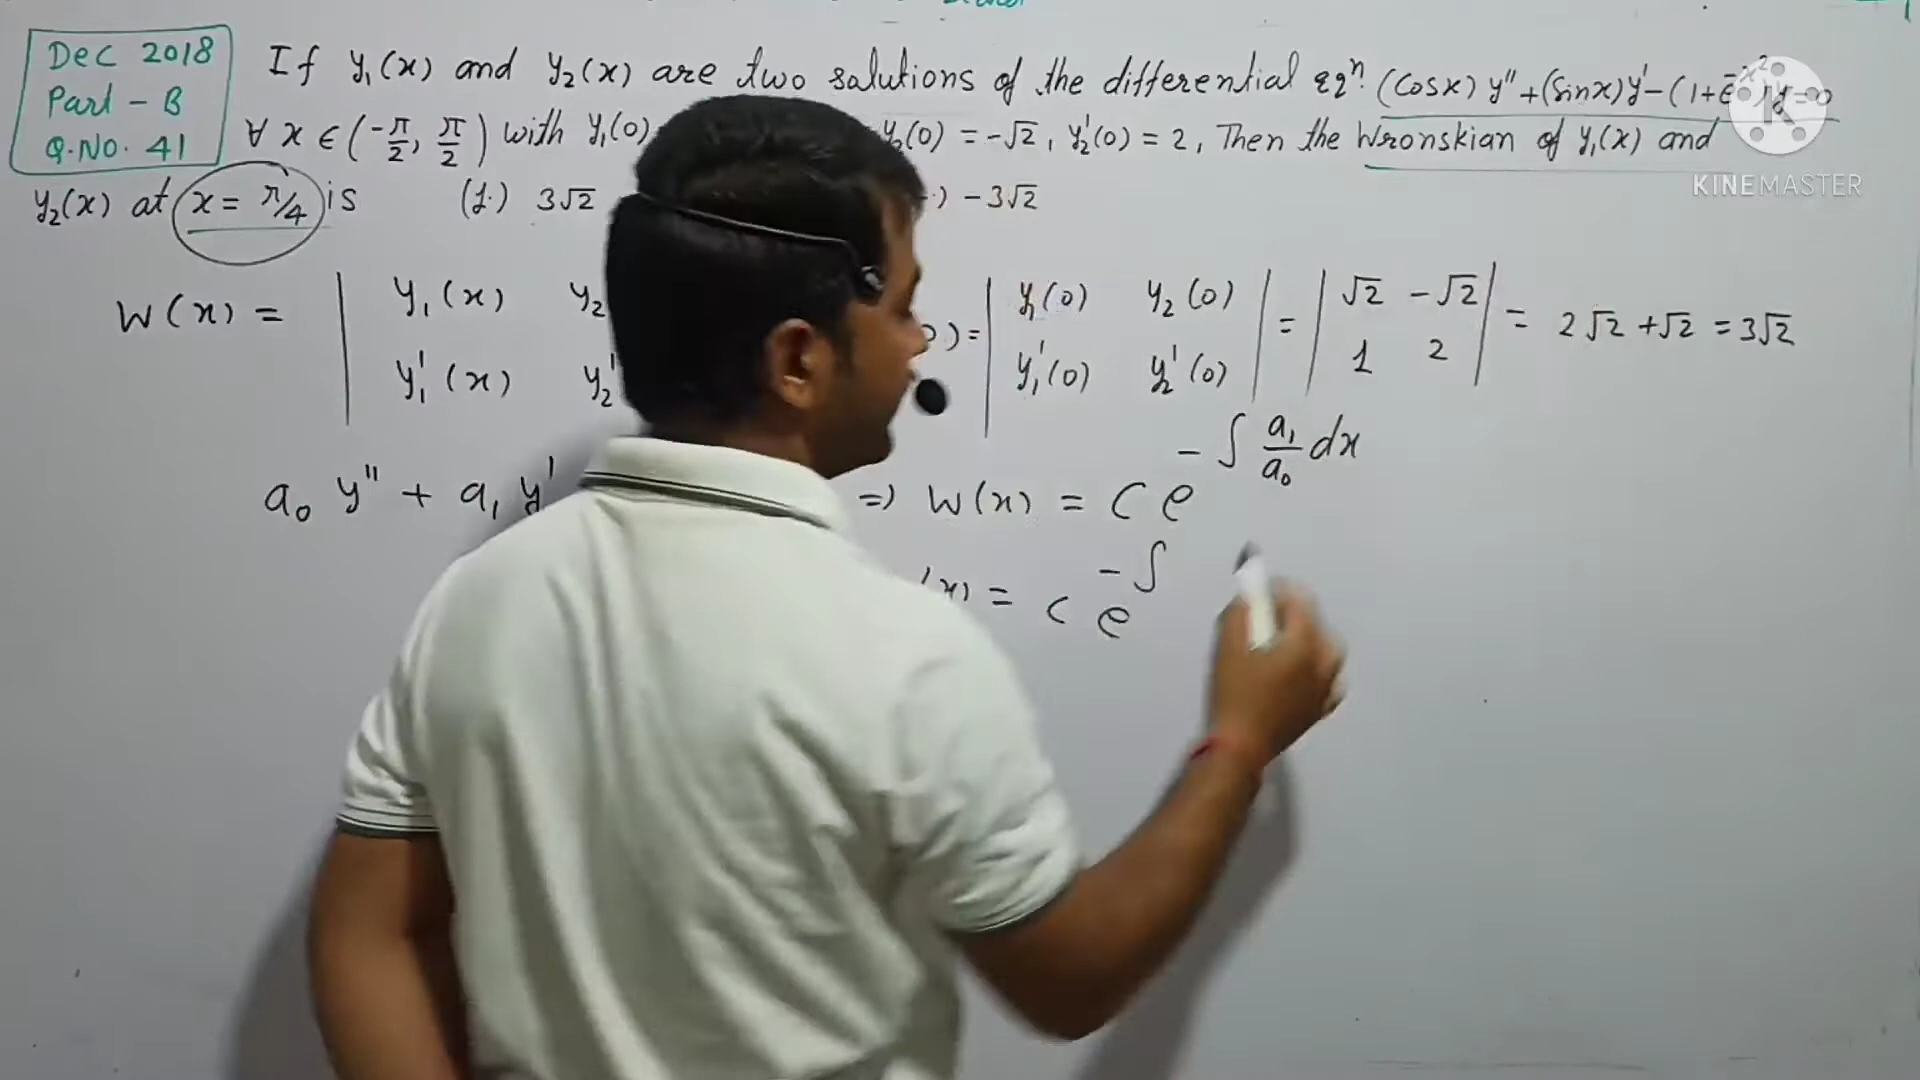 Dec 2018
Part - B
Q.No. 41
If y₁(x) and y₂(x) are two salutions of the differential eqⁿ. (Cosx) y'' + (Sinx)y' - (1+e^-x²)y = 0
∀ x ∈ (-π/2, π/2) with y₁(0) y₂(0) = -√2, y₂'(0) = 2, Then the Wronskian of y₁(x) and
y₂(x) at x = π/4 is (1.) 3√2 .) - 3√2
KINEMASTER
W(x) = | y₁(x) y₂ 0) = | y₁(0) y₂(0) | = | √2 -√2 | = 2√2 + √2 = 3√2
y₁'(x) y₂' y₁'(0) y₂'(0) 1 2
a₀ y'' + a₁ y' ⇒ W(x) = C e^-∫ a₁/a₀ dx
(x) = C e^-∫